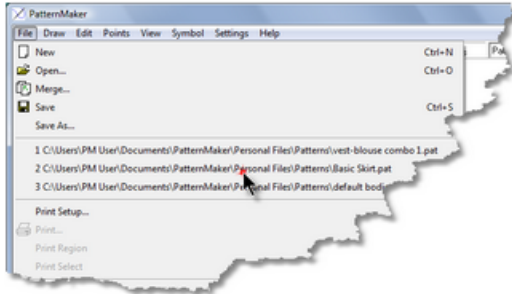 PatternMaker
File Draw Edit Points View Symbol Settings Help
New Ctrl+N
Open... Ctrl+O
Merge...
Save Ctrl+S
Save As...
1 C:\Users\PM User\Documents\PatternMaker\Personal Files\Patterns\vest-blouse combo 1.pat
2 C:\Users\PM User\Documents\PatternMaker\Personal Files\Patterns\Basic Skirt.pat
3 C:\Users\PM User\Documents\PatternMaker\Personal Files\Patterns\default bodi
Print Setup...
Print...
Print Region
Print Select